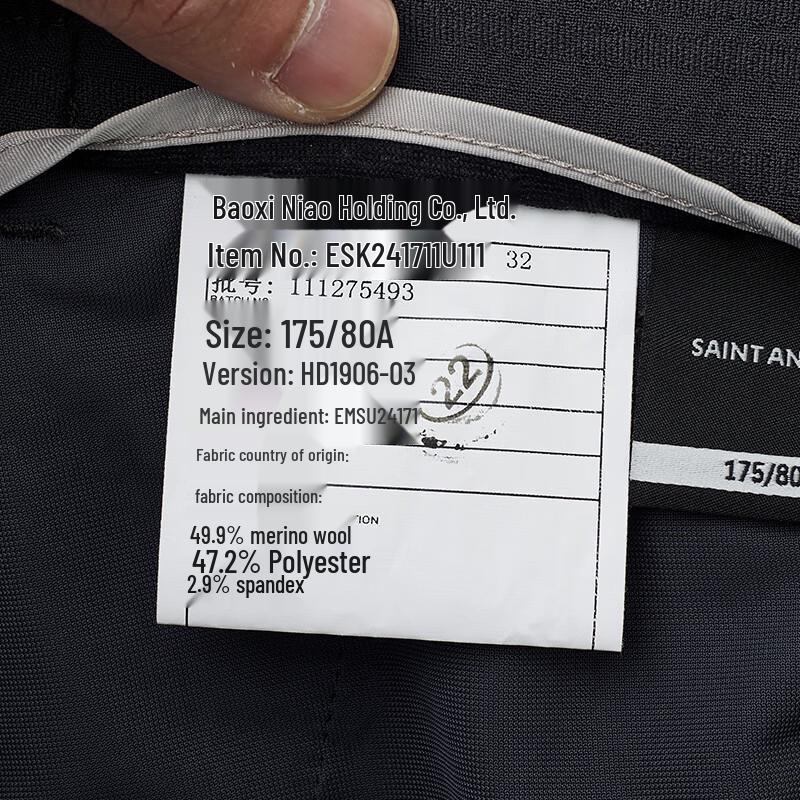 Baoxi Niao Holding Co., Ltd.
Item No.: ESK241711U111 32
批号: 111275493
BATCH NO
Size: 175/80A
Version: HD1906-03
22
Main ingredient: EMSU24171
Fabric country of origin:
fabric composition:
TION
49.9% merino wool
47.2% Polyester
2.9% spandex
SAINT AN
175/80